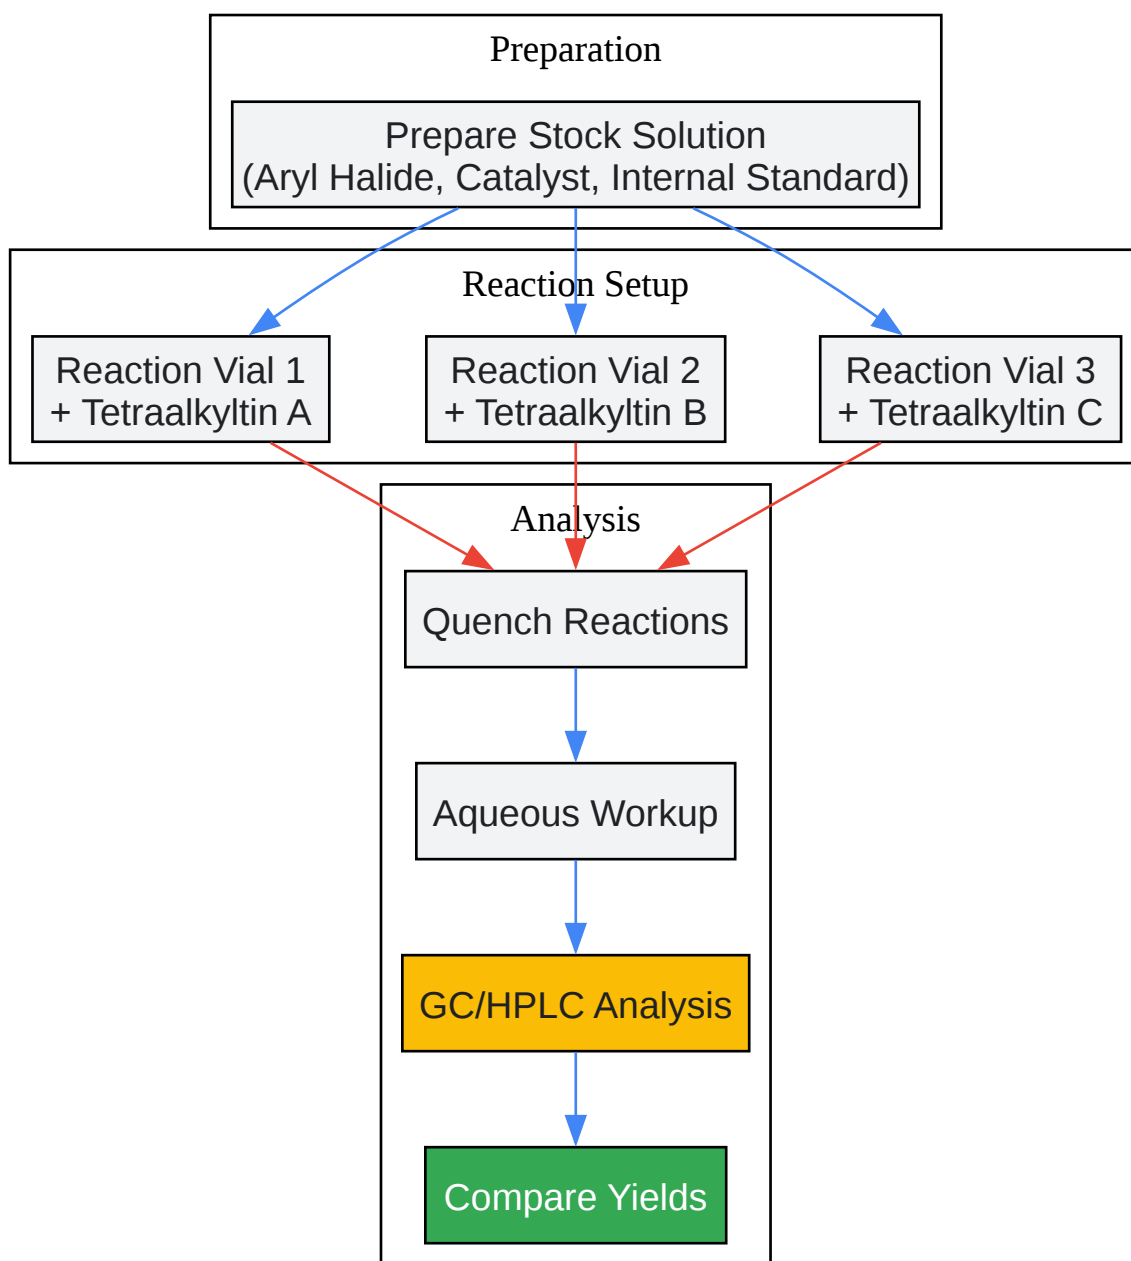 Preparation
Prepare Stock Solution
(Aryl Halide, Catalyst, Internal Standard)
Reaction Setup
Reaction Vial 1
+ Tetraalkyltin A
Reaction Vial 2
+ Tetraalkyltin B
Reaction Vial 3
+ Tetraalkyltin C
Analysis
Quench Reactions
Aqueous Workup
GC/HPLC Analysis
Compare Yields